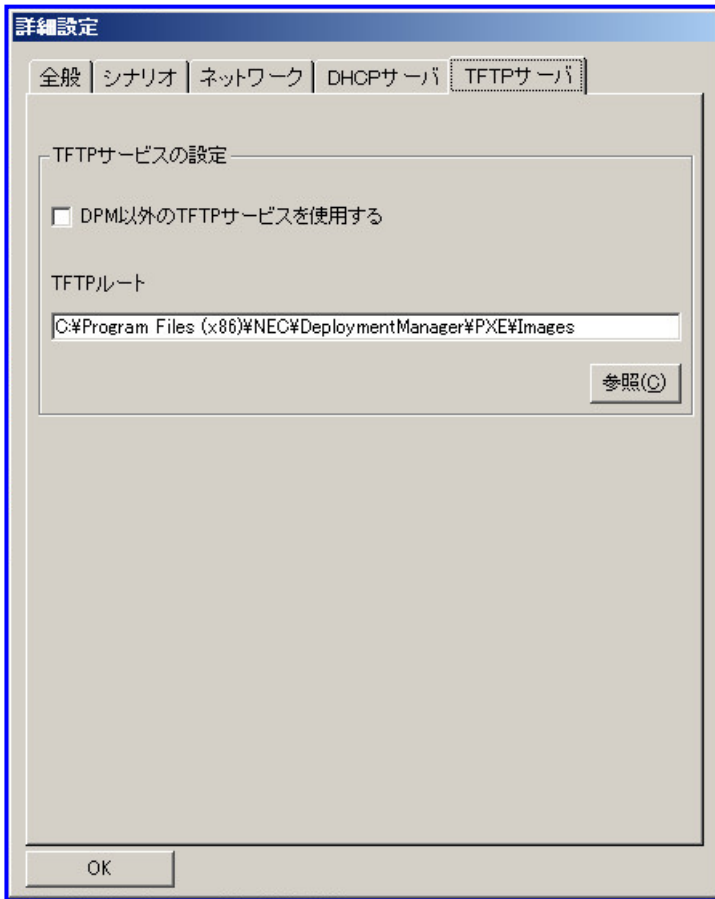 詳細設定
全般 シナリオ ネットワーク DHCPサーバ TFTPサーバ
TFTPサービスの設定
DPM以外のTFTPサービスを使用する
TFTPルート
C:¥Program Files (x86)¥NEC¥DeploymentManager¥PXE¥Images
参照(C)
OK